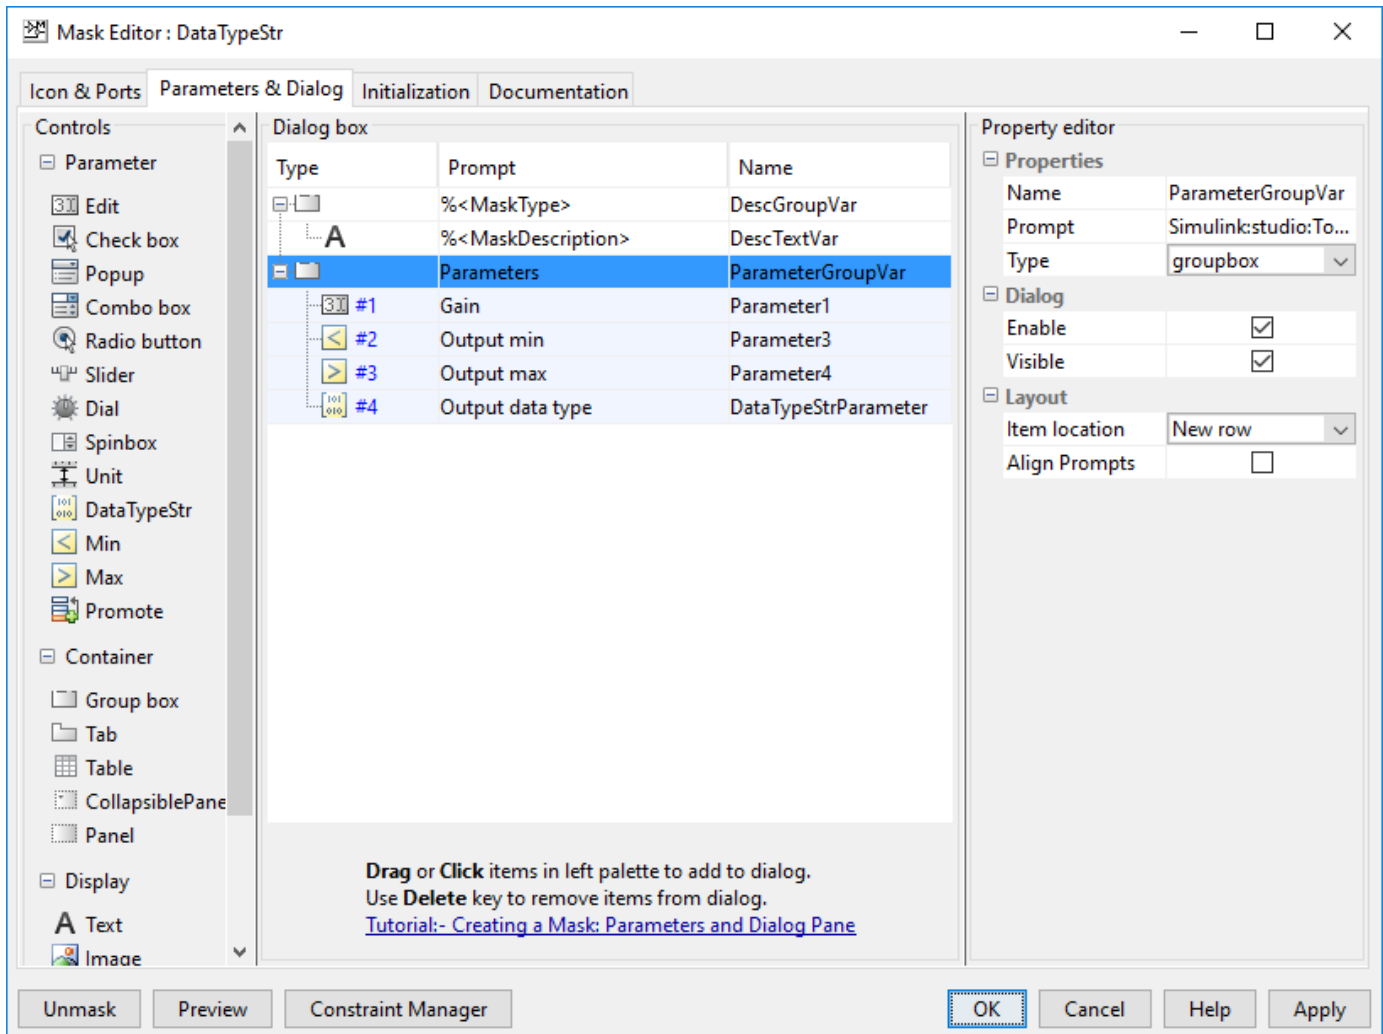 Mask Editor : DataTypeStr
Icon & Ports Parameters & Dialog Initialization Documentation
Controls
Parameter
Edit
Check box
Popup
Combo box
Radio button
Slider
Dial
Spinbox
Unit
DataTypeStr
Min
Max
Promote
Container
Group box
Tab
Table
CollapsiblePane
Panel
Display
A Text
Image
Dialog box
Type Prompt Name
%<MaskType> DescGroupVar
A %<MaskDescription> DescTextVar
Parameters ParameterGroupVar
#1 Gain Parameter1
#2 Output min Parameter3
#3 Output max Parameter4
#4 Output data type DataTypeStrParameter
Drag or Click items in left palette to add to dialog.
Use Delete key to remove items from dialog.
Tutorial:- Creating a Mask: Parameters and Dialog Pane
Property editor
Properties
Name ParameterGroupVar
Prompt Simulink:studio:To...
Type groupbox
Dialog
Enable
Visible
Layout
Item location New row
Align Prompts
Unmask Preview Constraint Manager OK Cancel Help Apply